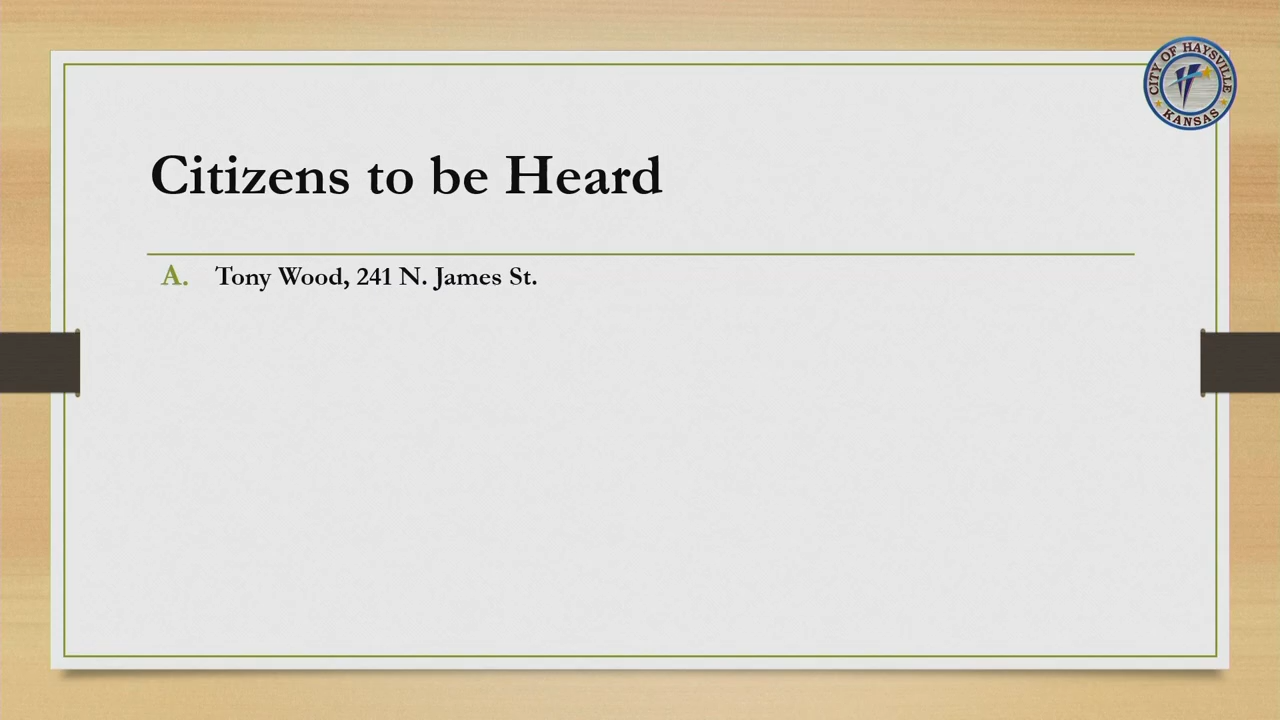 CITY OF HAYSVILLE
KANSAS
Citizens to be Heard
A. Tony Wood, 241 N. James St.